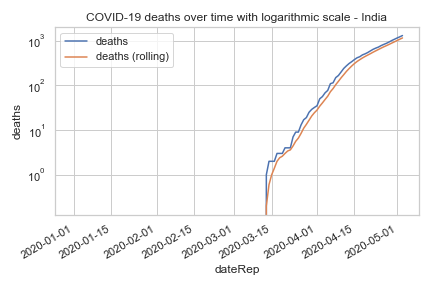 COVID-19 deaths over time with logarithmic scale - India
deaths
deaths (rolling)
10³
10²
10¹
10⁰
deaths
2020-01-01
2020-01-15
2020-02-01
2020-02-15
2020-03-01
2020-03-15
2020-04-01
2020-04-15
2020-05-01
dateRep